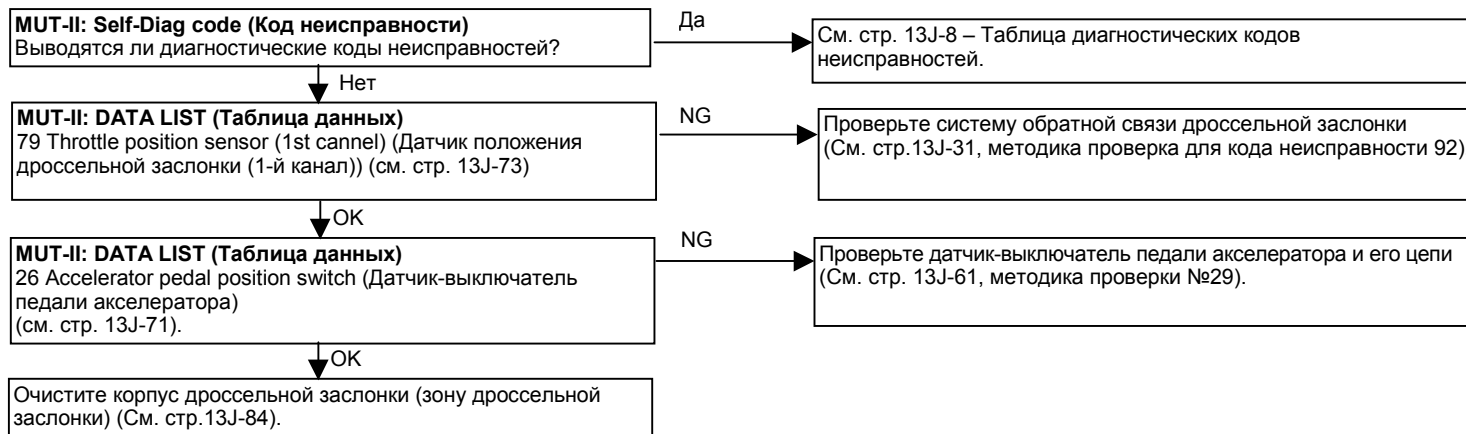 MUT-II: Self-Diag code (Код неисправности)
Выводятся ли диагностические коды неисправностей?
Да
См. стр. 13J-8 – Таблица диагностических кодов
неисправностей.
Нет
MUT-II: DATA LIST (Таблица данных)
79 Throttle position sensor (1st cannel) (Датчик положения
дроссельной заслонки (1-й канал)) (см. стр. 13J-73)
NG
Проверьте систему обратной связи дроссельной заслонки
(См. стр.13J-31, методика проверка для кода неисправности 92)
OK
MUT-II: DATA LIST (Таблица данных)
26 Accelerator pedal position switch (Датчик-выключатель
педали акселератора)
(см. стр. 13J-71).
NG
Проверьте датчик-выключатель педали акселератора и его цепи
(См. стр. 13J-61, методика проверки №29).
OK
Очистите корпус дроссельной заслонки (зону дроссельной
заслонки) (См. стр.13J-84).